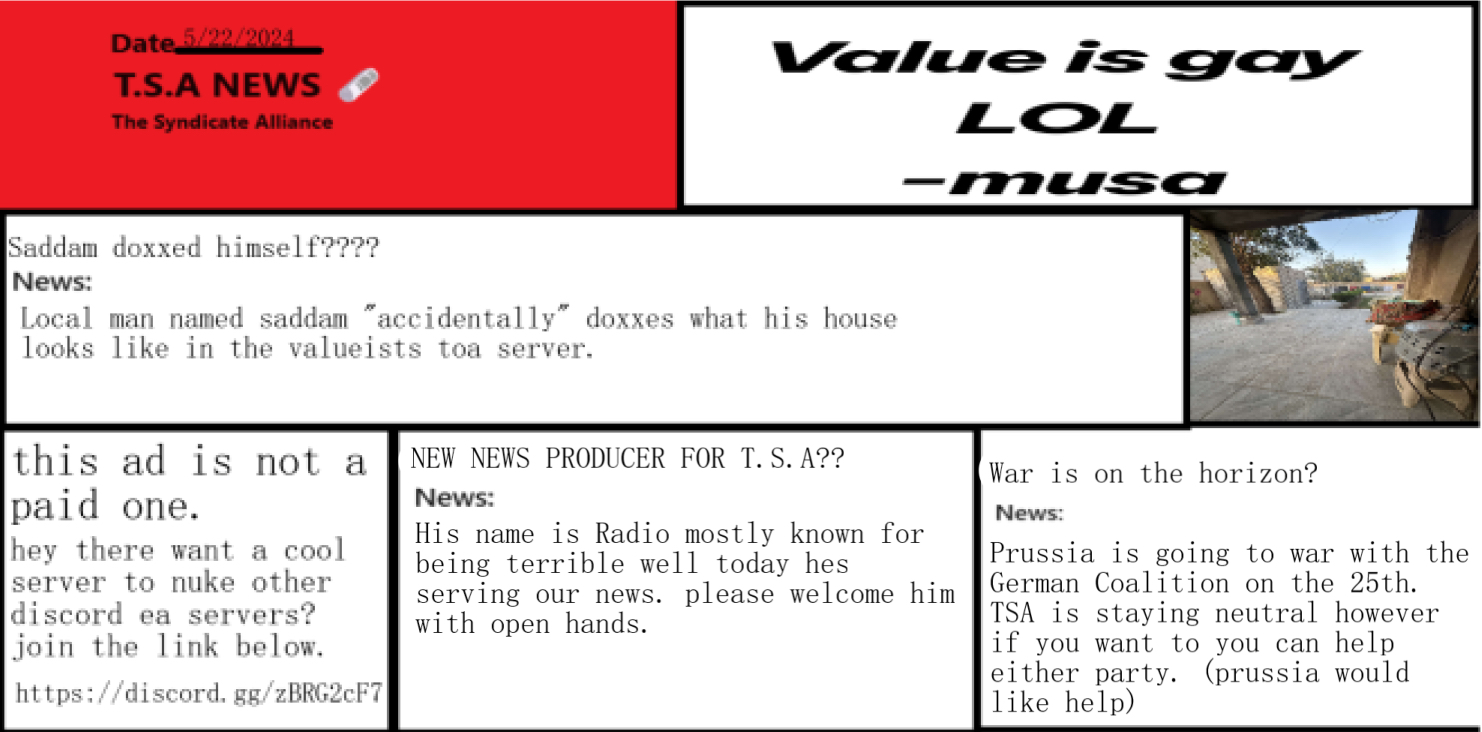 Date 5/22/2024
T.S.A NEWS
The Syndicate Alliance
Value is gay
LOL
-musa
Saddam doxxed himself????
News:
Local man named saddam "accidentally" doxxes what his house
looks like in the valueists toa server.
this ad is not a
paid one.
hey there want a cool
server to nuke other
discord ea servers?
join the link below.
https://discord.gg/zBRG2cF7
NEW NEWS PRODUCER FOR T.S.A??
News:
His name is Radio mostly known for
being terrible well today hes
serving our news. please welcome him
with open hands.
War is on the horizon?
News:
Prussia is going to war with the
German Coalition on the 25th.
TSA is staying neutral however
if you want to you can help
either party. (prussia would
like help)